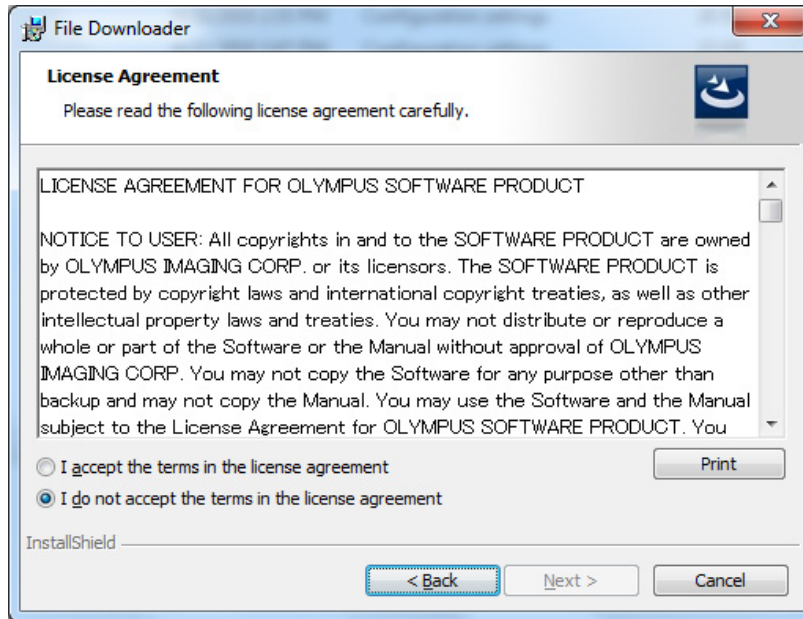 File Downloader
License Agreement
Please read the following license agreement carefully.
LICENSE AGREEMENT FOR OLYMPUS SOFTWARE PRODUCT
NOTICE TO USER: All copyrights in and to the SOFTWARE PRODUCT are owned
by OLYMPUS IMAGING CORP. or its licensors. The SOFTWARE PRODUCT is
protected by copyright laws and international copyright treaties, as well as other
intellectual property laws and treaties. You may not distribute or reproduce a
whole or part of the Software or the Manual without approval of OLYMPUS
IMAGING CORP. You may not copy the Software for any purpose other than
backup and may not copy the Manual. You may use the Software and the Manual
subject to the License Agreement for OLYMPUS SOFTWARE PRODUCT. You
I accept the terms in the license agreement
Print
I do not accept the terms in the license agreement
InstallShield
< Back
Next >
Cancel